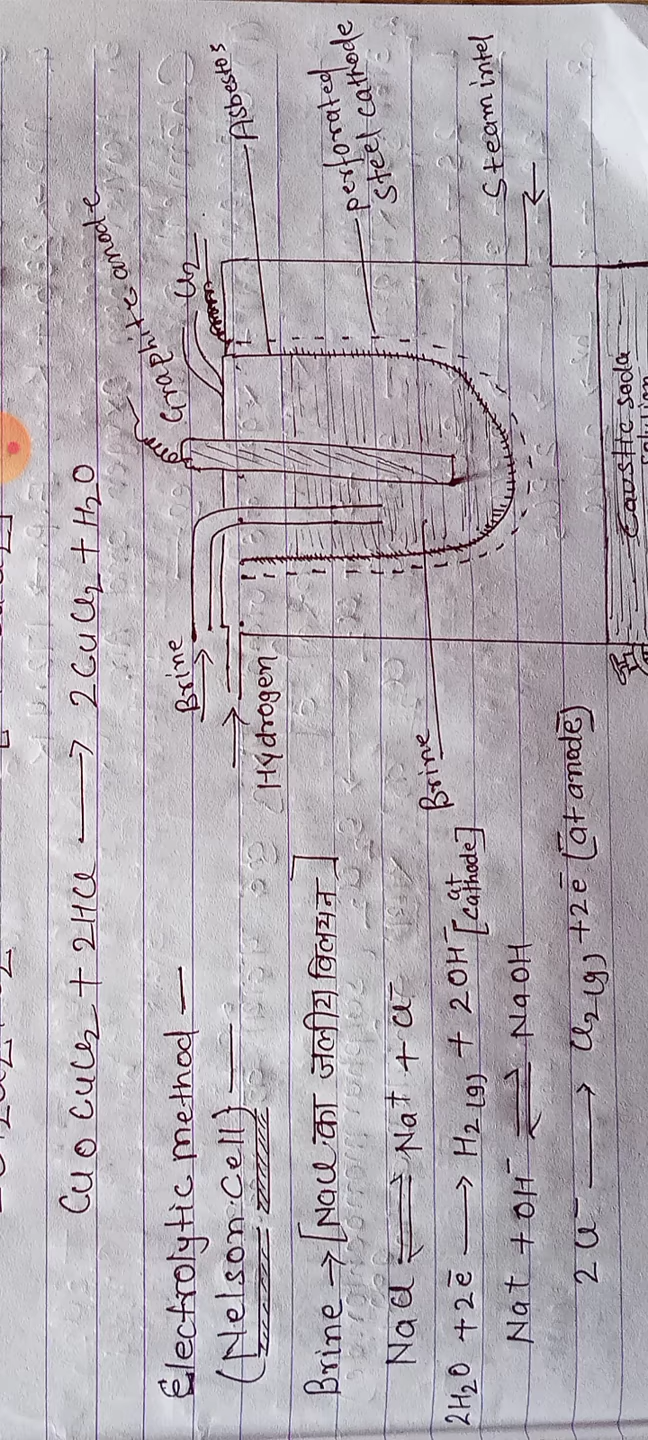 CuO CuCl₂ + 2HCl ⟶ 2CuCl₂ + H₂O
Electrolytic method —
(Nelson cell) —
Brine → [NaCl का जलीय विलयन]
NaCl ⇌ Na⁺ + Cl⁻
2H₂O + 2e̅ ⟶ H₂(g) + 2OH⁻ [at cathode]
Na⁺ + OH⁻ ⇌ NaOH
2Cl⁻ ⟶ Cl₂(g) + 2e̅ [at anode]
Graphite anode
Cl₂
Asbestos
perforated
steel cathode
Steam intel
Brine
Hydrogen
Brine
Caustic soda